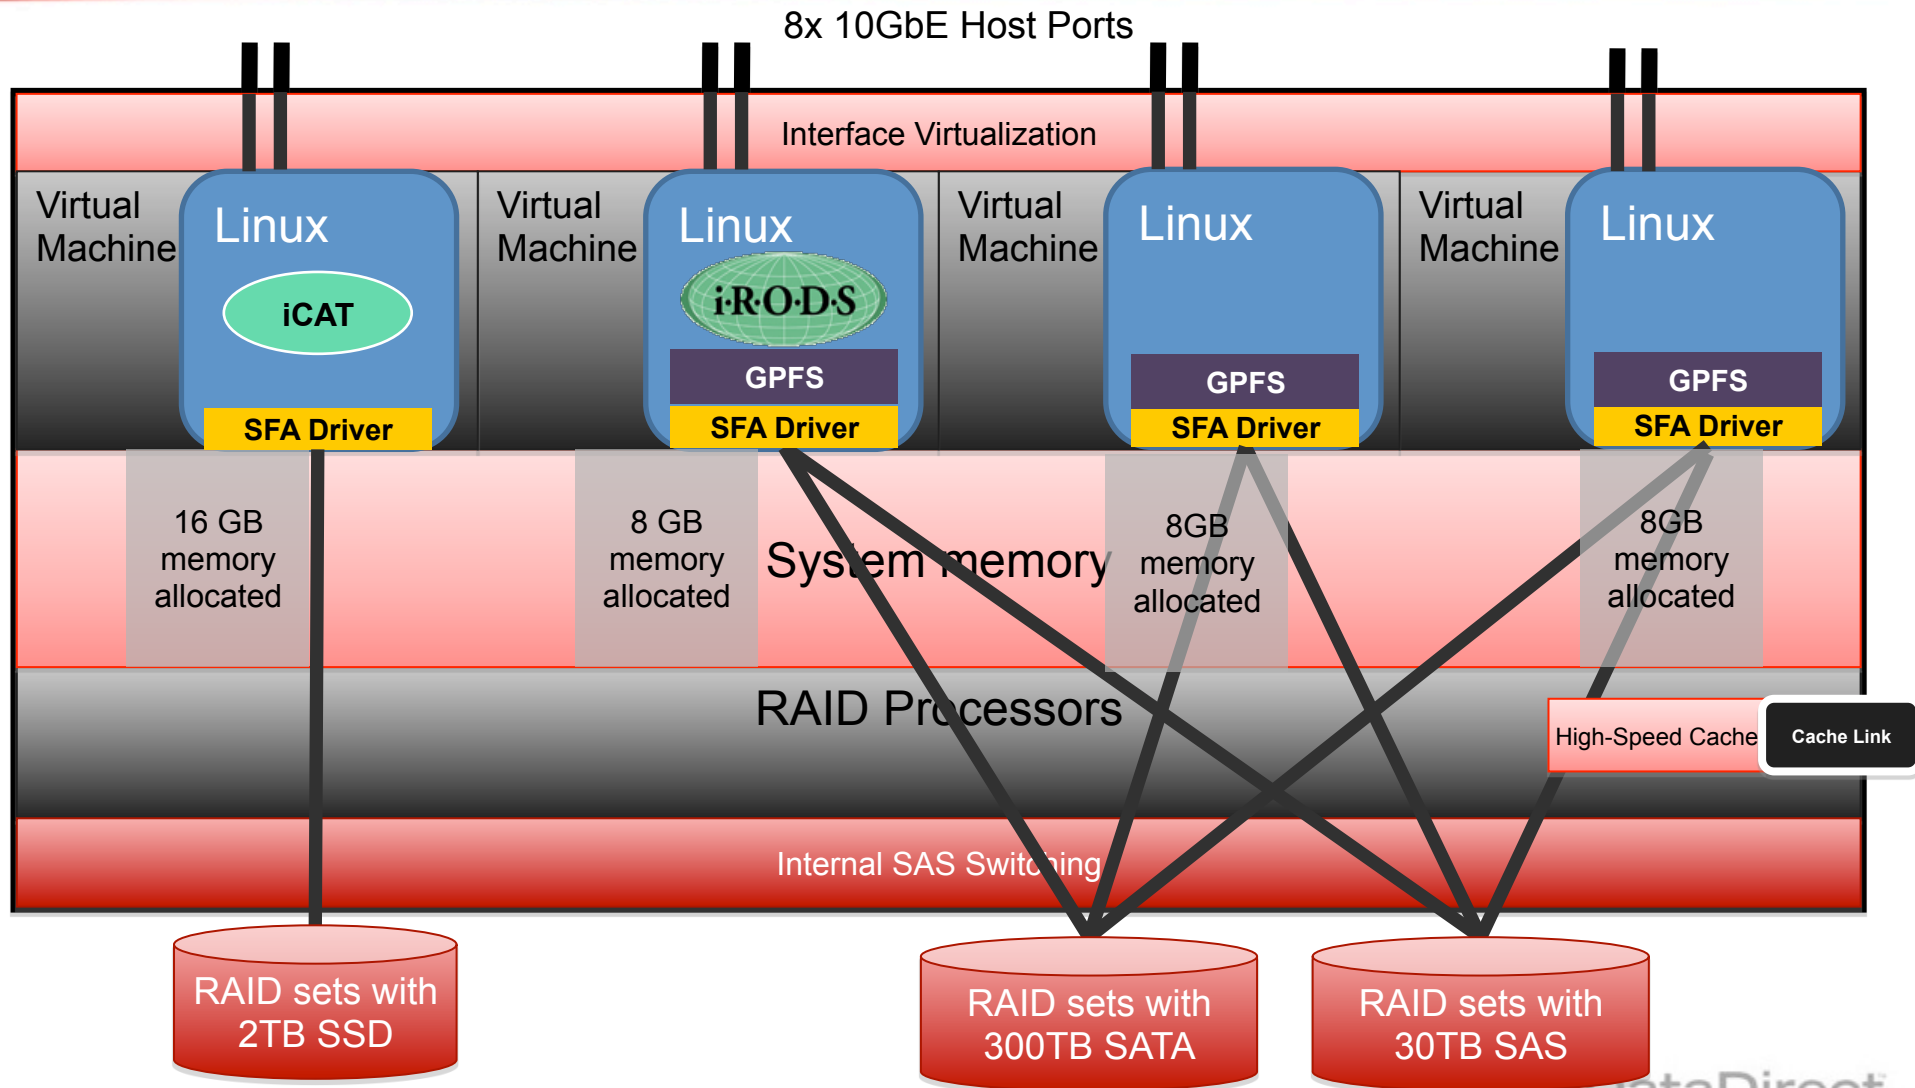 8x 10GbE Host Ports
Interface Virtualization
Virtual
Machine
Linux
iCAT
SFA Driver
Virtual
Machine
Linux
i·R·O·D·S
GPFS
SFA Driver
Virtual
Machine
Linux
GPFS
SFA Driver
Virtual
Machine
Linux
GPFS
SFA Driver
16 GB
memory
allocated
8 GB
memory
allocated
System memory
8GB
memory
allocated
8GB
memory
allocated
RAID Processors
High-Speed Cache
Cache Link
Internal SAS Switching
RAID sets with
2TB SSD
RAID sets with
300TB SATA
RAID sets with
30TB SAS